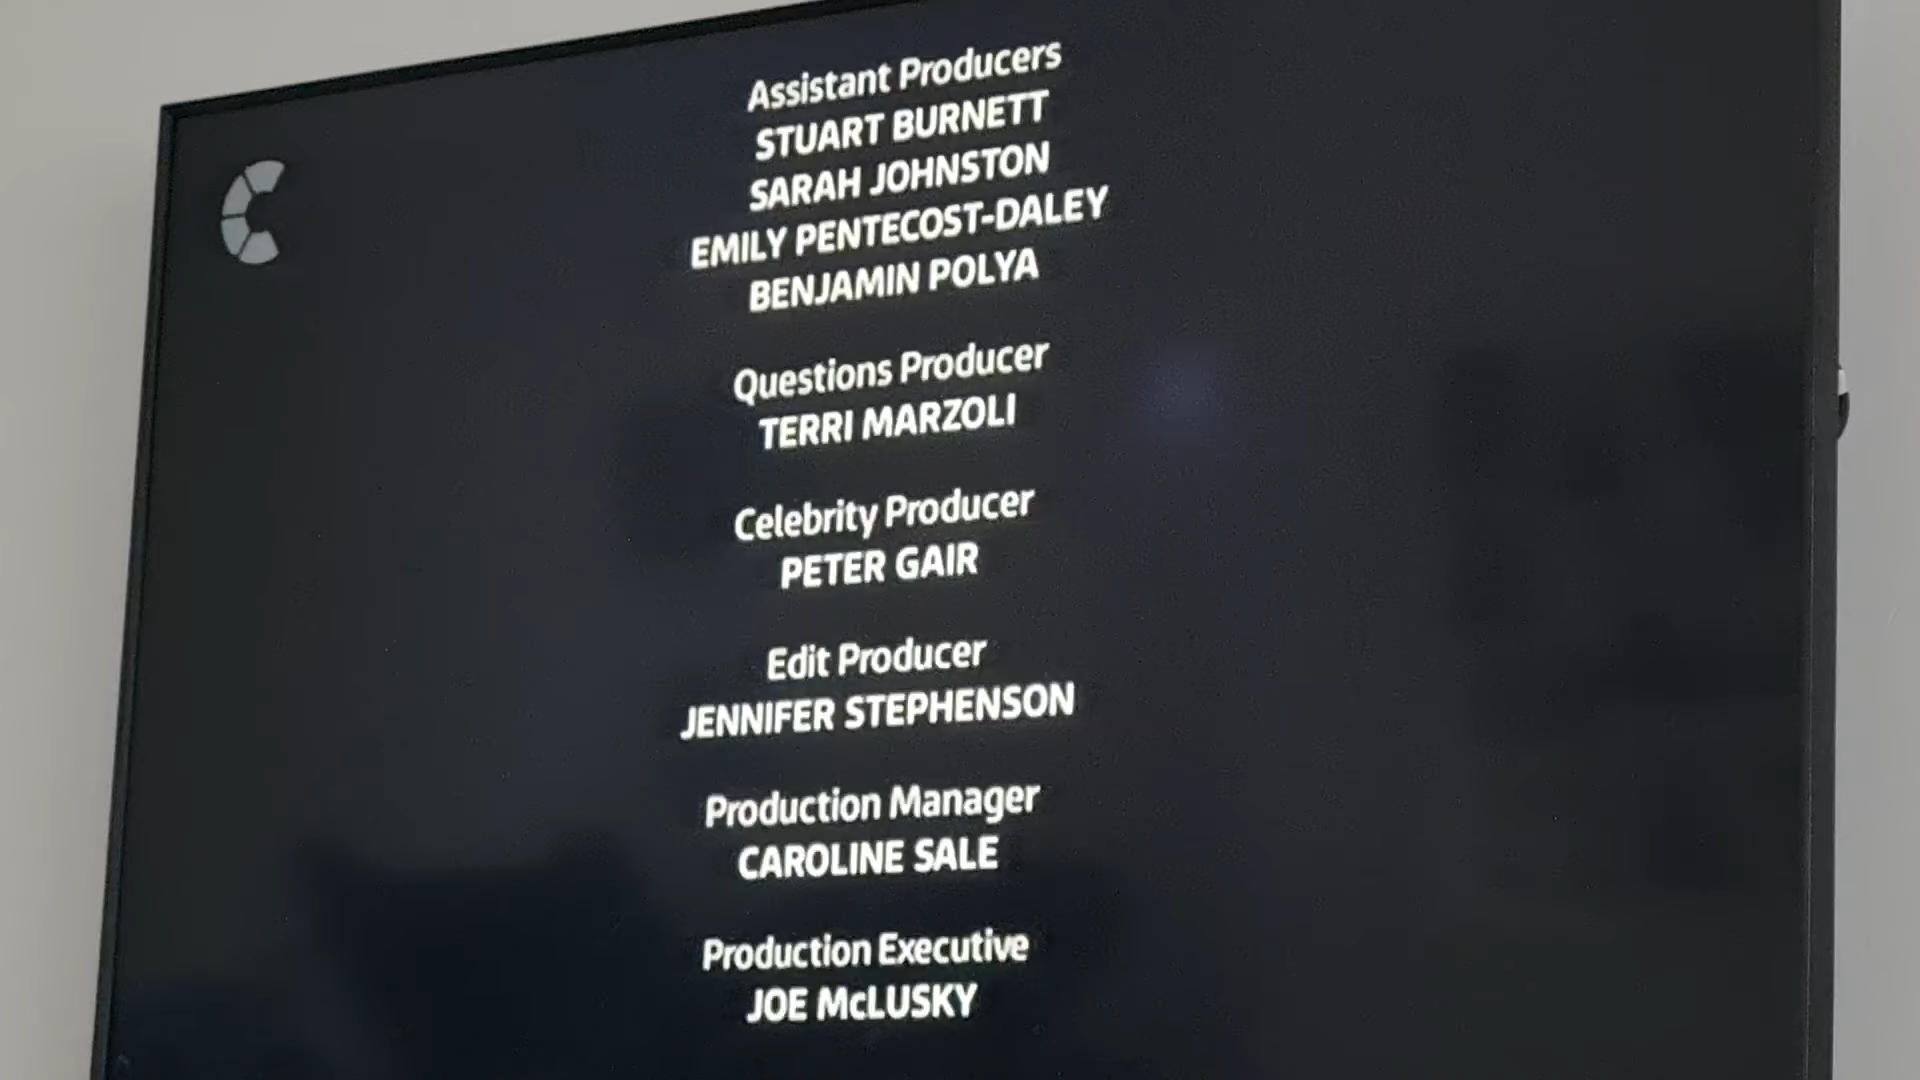 Assistant Producers
STUART BURNETT
SARAH JOHNSTON
EMILY PENTECOST-DALEY
BENJAMIN POLYA
Questions Producer
TERRI MARZOLI
Celebrity Producer
PETER GAIR
Edit Producer
JENNIFER STEPHENSON
Production Manager
CAROLINE SALE
Production Executive
JOE McLUSKY